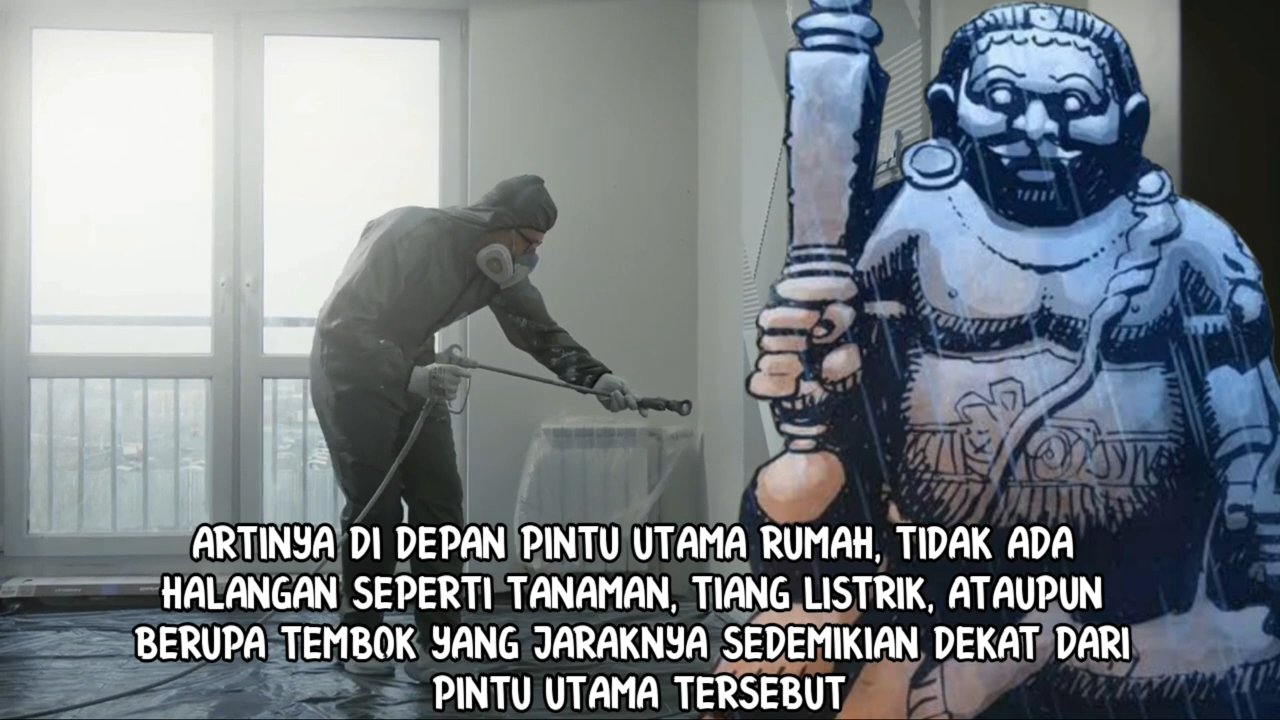 ARTINYA DI DEPAN PINTU UTAMA RUMAH, TIDAK ADA
HALANGAN SEPERTI TANAMAN, TIANG LISTRIK, ATAUPUN
BERUPA TEMBOK YANG JARAKNYA SEDEMIKIAN DEKAT DARI
PINTU UTAMA TERSEBUT